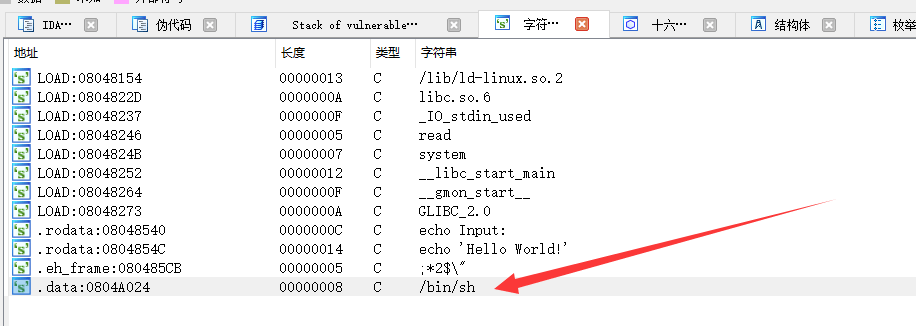 IDA… 伪代码 Stack of vulnerable… 's' 字符… 十六… 结构体 枚举
地址 长度 类型 字符串
's' LOAD:08048154 00000013 C /lib/ld-linux.so.2
's' LOAD:0804822D 0000000A C libc.so.6
's' LOAD:08048237 0000000F C _IO_stdin_used
's' LOAD:08048246 00000005 C read
's' LOAD:0804824B 00000007 C system
's' LOAD:08048252 00000012 C __libc_start_main
's' LOAD:08048264 0000000F C __gmon_start__
's' LOAD:08048273 0000000A C GLIBC_2.0
's' .rodata:08048540 0000000C C echo Input:
's' .rodata:0804854C 00000014 C echo 'Hello World!'
's' .eh_frame:080485CB 00000005 C ;*2$\"
's' .data:0804A024 00000008 C /bin/sh